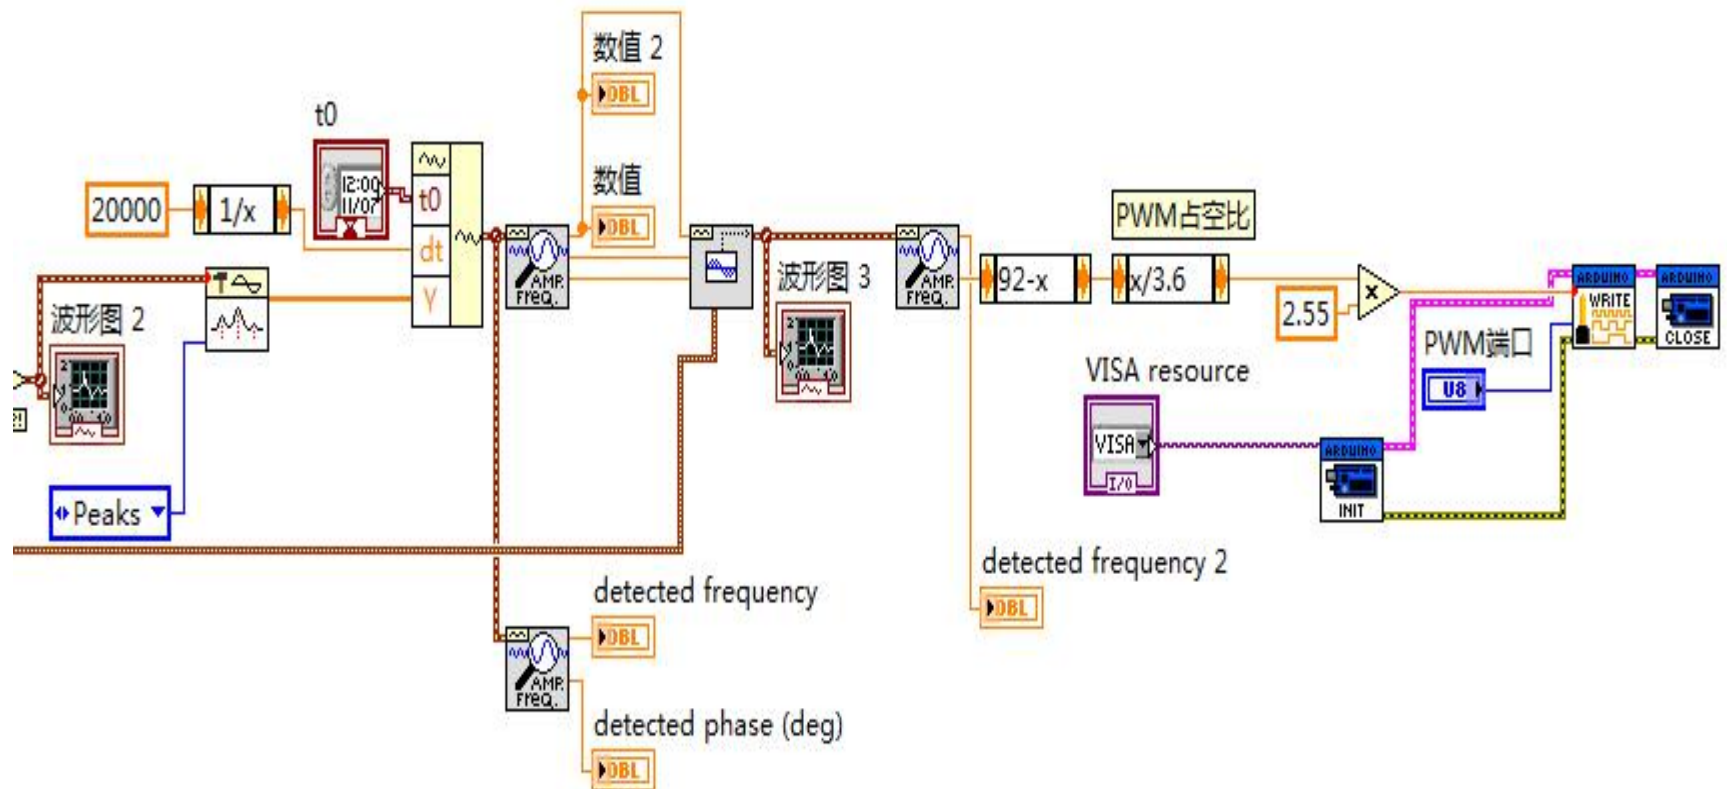 数值 2
DBL
t0
12:00
11/07
t0
数值
DBL
20000
1/x
dt
Y
AMP.
Freq.
波形图 2
波形图 3
AMP.
Freq.
PWM占空比
92-x
x/3.6
x
2.55
ARDUINO
WRITE
ARDUINO
CLOSE
PWM端口
U8
VISA resource
VISA
I/O
ARDUINO
INIT
Peaks
detected frequency
DBL
detected frequency 2
DBL
AMP.
Freq.
detected phase (deg)
DBL